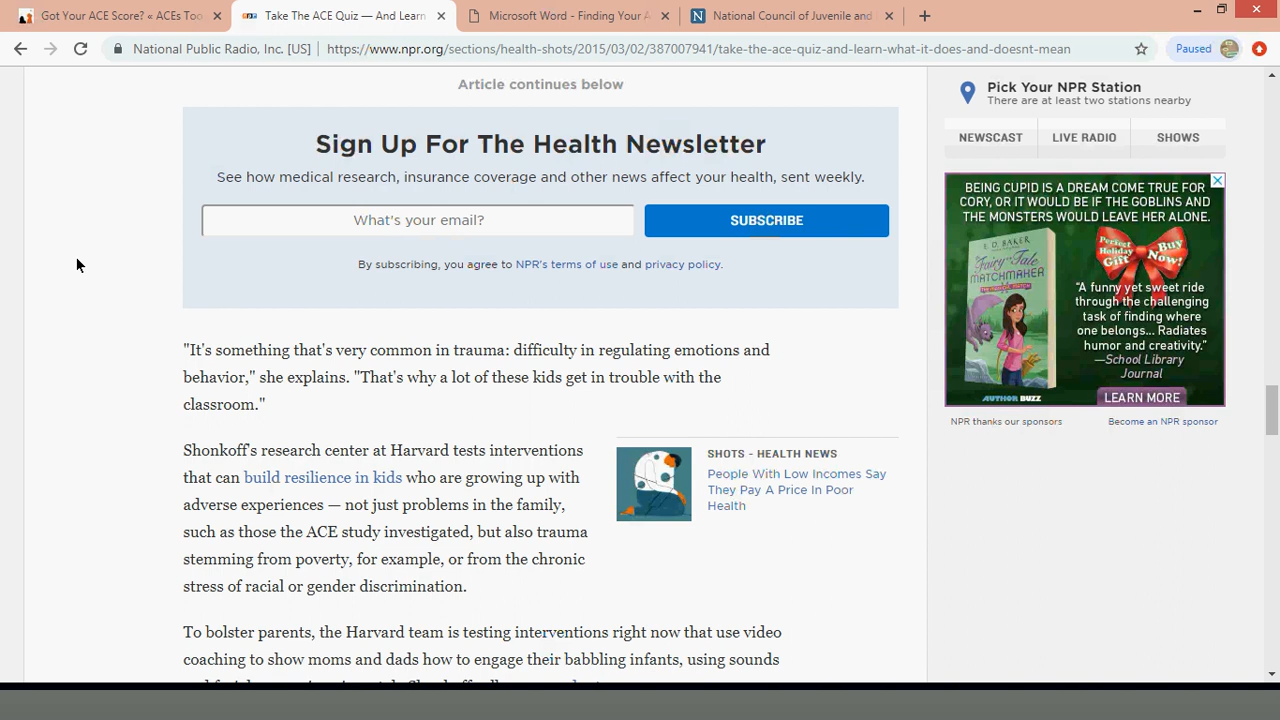 Got Your ACE Score? « ACEs Too
Take The ACE Quiz — And Learn
Microsoft Word - Finding Your A
National Council of Juvenile and
National Public Radio, Inc. [US]
https://www.npr.org/sections/health-shots/2015/03/02/387007941/take-the-ace-quiz-and-learn-what-it-does-and-doesnt-mean
Paused
Article continues below
Sign Up For The Health Newsletter
See how medical research, insurance coverage and other news affect your health, sent weekly.
What's your email?
SUBSCRIBE
By subscribing, you agree to NPR's terms of use and privacy policy.
"It's something that's very common in trauma: difficulty in regulating emotions and
behavior," she explains. "That's why a lot of these kids get in trouble with the
classroom."
Shonkoff's research center at Harvard tests interventions
that can build resilience in kids who are growing up with
adverse experiences — not just problems in the family,
such as those the ACE study investigated, but also trauma
stemming from poverty, for example, or from the chronic
stress of racial or gender discrimination.
SHOTS - HEALTH NEWS
People With Low Incomes Say
They Pay A Price In Poor
Health
To bolster parents, the Harvard team is testing interventions right now that use video
coaching to show moms and dads how to engage their babbling infants, using sounds
Pick Your NPR Station
There are at least two stations nearby
NEWSCAST
LIVE RADIO
SHOWS
BEING CUPID IS A DREAM COME TRUE FOR
CORY, OR IT WOULD BE IF THE GOBLINS AND
THE MONSTERS WOULD LEAVE HER ALONE.
E. D. BAKER
The Fairy-Tale
MATCHMAKER
Perfect
Holiday
Gift
Buy
Now!
"A funny yet sweet ride
through the challenging
task of finding where
one belongs... Radiates
humor and creativity."
—School Library
Journal
AUTHOR BUZZ
LEARN MORE
NPR thanks our sponsors
Become an NPR sponsor